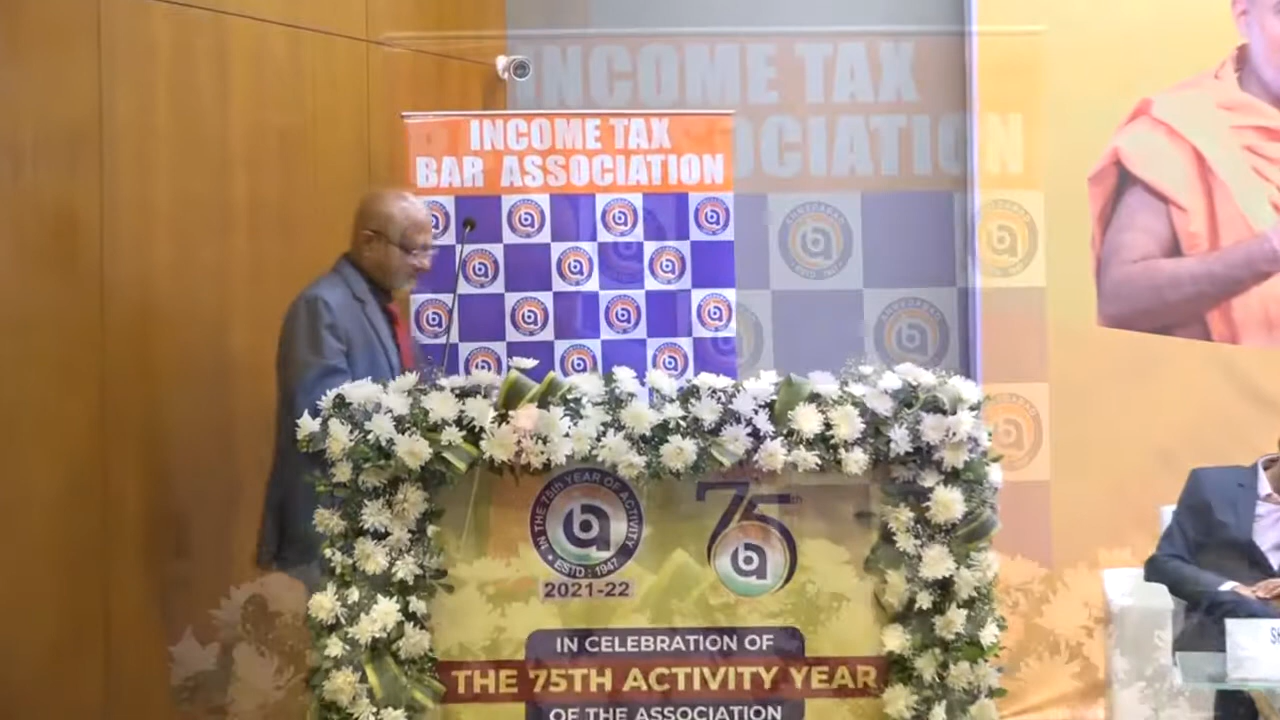 INCOME TAX
BAR ASSOCIATION
INCOME TAX
OCIATION
IN THE 75th YEAR OF ACTIVITY
ESTD : 1947
2021-22
75th
IN CELEBRATION OF
THE 75TH ACTIVITY YEAR
OF THE ASSOCIATION